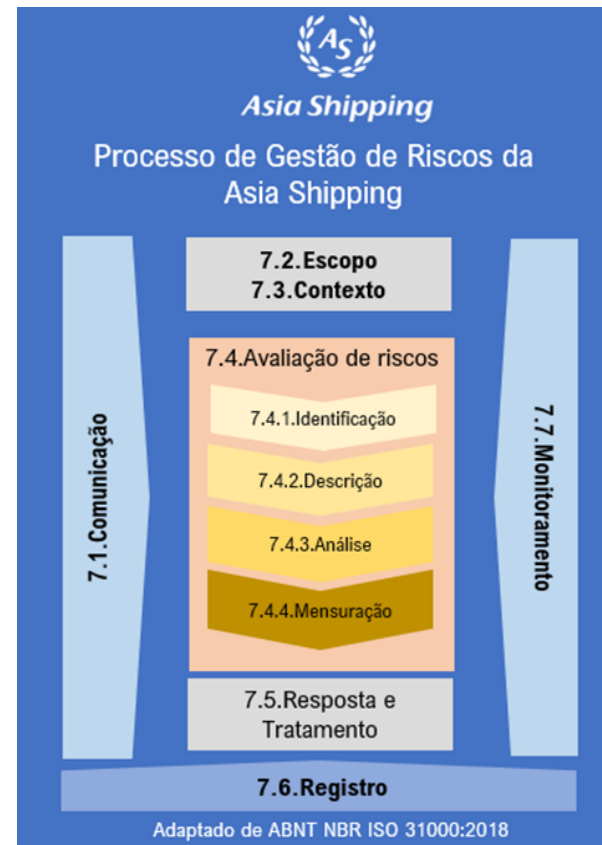 AS
Asia Shipping
Processo de Gestão de Riscos da
Asia Shipping
7.1.Comunicação
7.2.Escopo
7.3.Contexto
7.4.Avaliação de riscos
7.4.1.Identificação
7.4.2.Descrição
7.4.3.Análise
7.4.4.Mensuração
7.5.Resposta e
Tratamento
7.7.Monitoramento
7.6.Registro
Adaptado de ABNT NBR ISO 31000:2018